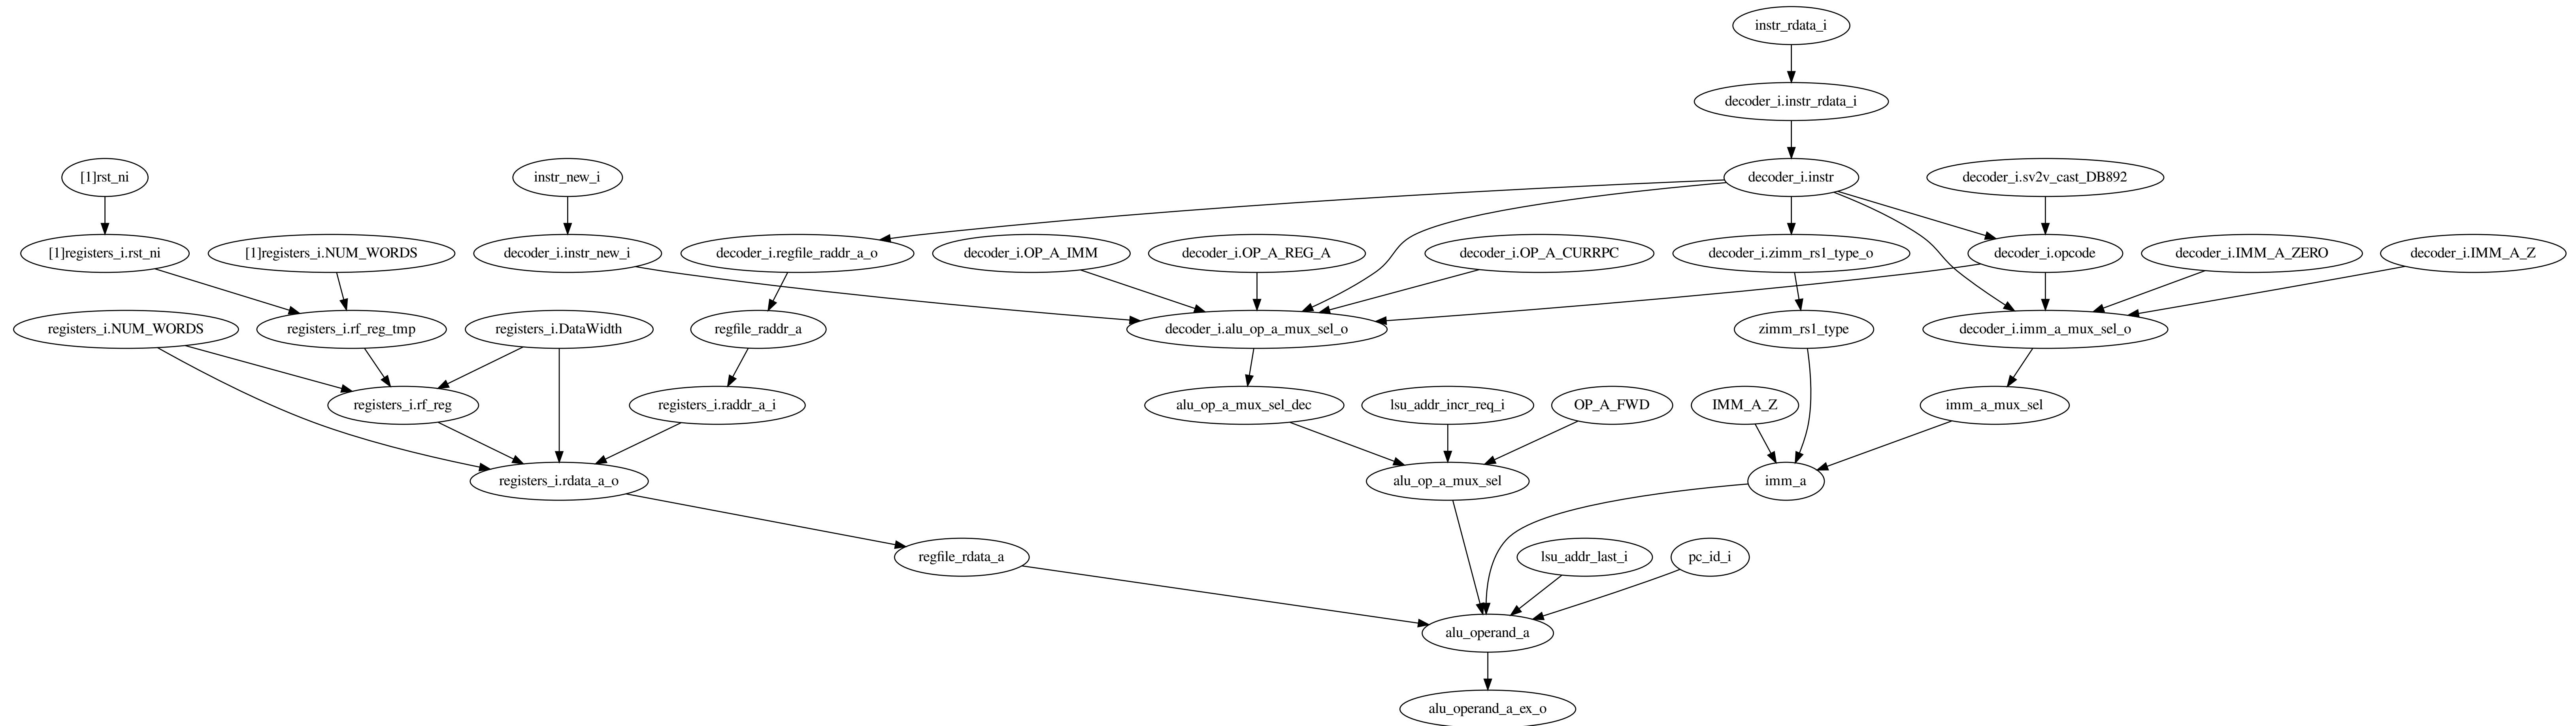 instr_rdata_i
decoder_i.instr_rdata_i
[1]rst_ni
instr_new_i
decoder_i.instr
decoder_i.sv2v_cast_DB892
[1]registers_i.rst_ni
[1]registers_i.NUM_WORDS
decoder_i.instr_new_i
decoder_i.regfile_raddr_a_o
decoder_i.OP_A_IMM
decoder_i.OP_A_REG_A
decoder_i.OP_A_CURRPC
decoder_i.zimm_rs1_type_o
decoder_i.opcode
decoder_i.IMM_A_ZERO
decoder_i.IMM_A_Z
registers_i.NUM_WORDS
registers_i.rf_reg_tmp
registers_i.DataWidth
regfile_raddr_a
decoder_i.alu_op_a_mux_sel_o
zimm_rs1_type
decoder_i.imm_a_mux_sel_o
registers_i.rf_reg
registers_i.raddr_a_i
alu_op_a_mux_sel_dec
lsu_addr_incr_req_i
OP_A_FWD
IMM_A_Z
imm_a_mux_sel
registers_i.rdata_a_o
alu_op_a_mux_sel
imm_a
regfile_rdata_a
lsu_addr_last_i
pc_id_i
alu_operand_a
alu_operand_a_ex_o